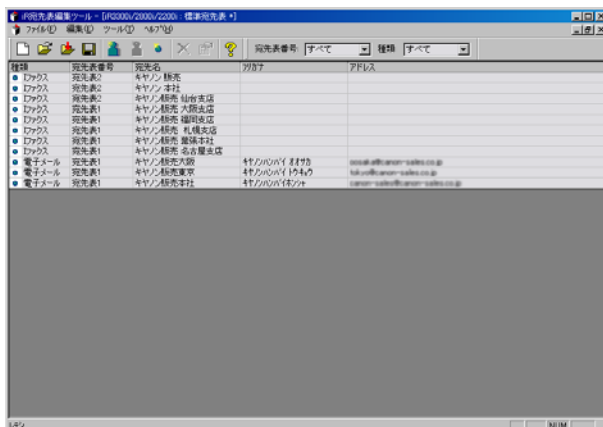 iR宛先表編集ツール - [iR2000i/2000i/2200i : 標準宛先表 *]
ファイル(F) 編集(E) ツール(T) ヘルプ(H)
宛先表番号: すべて 種類 すべて
種類 宛先表番号 宛先名 フリガナ アドレス
ファクス 宛先表2 キヤノン 販売
ファクス 宛先表2 キヤノン 本社
ファクス 宛先表2 キヤノン販売 仙台支店
ファクス 宛先表1 キヤノン販売 大阪支店
ファクス 宛先表1 キヤノン販売 福岡支店
ファクス 宛先表1 キヤノン販売 札幌支店
ファクス 宛先表1 キヤノン販売 幕張本社
ファクス 宛先表1 キヤノン販売 名古屋支店
電子メール 宛先表1 キヤノン販売大阪 キヤノンハンバイ オオサカ
電子メール 宛先表1 キヤノン販売東京 キヤノンハンバイ トウキョウ
電子メール 宛先表1 キヤノン販売本社 キヤノンハンバイホンシャ
レディ NUM